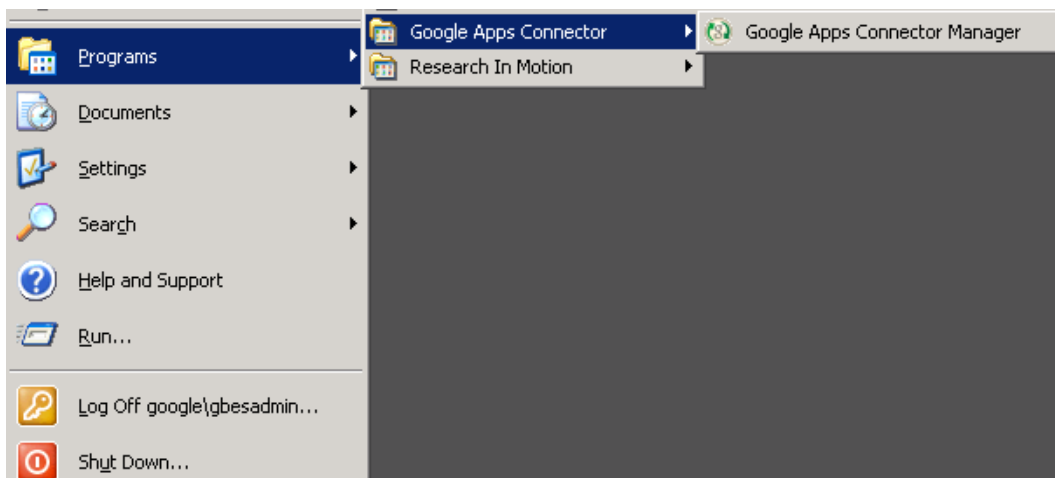 Programs
Documents
Settings
Search
Help and Support
Run...
Log Off google\gbesadmin...
Shut Down...
Google Apps Connector
Research In Motion
Google Apps Connector Manager